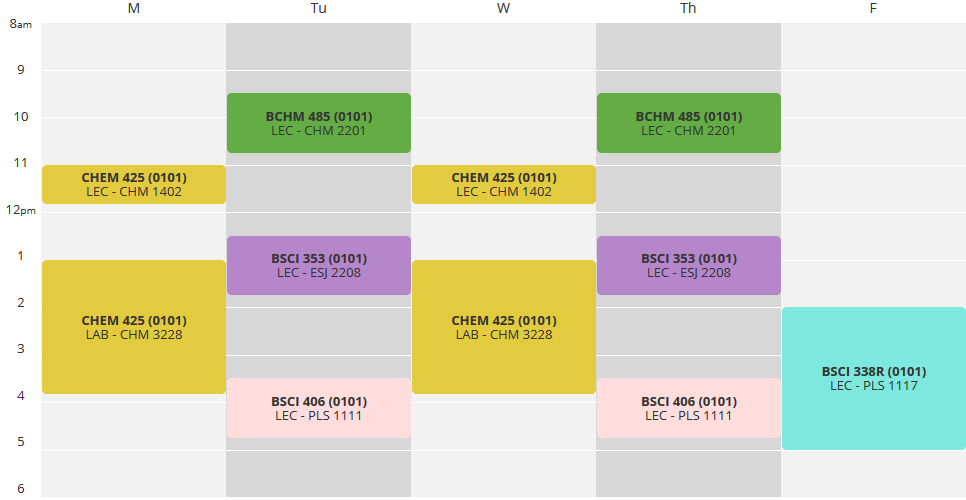 M Tu W Th F
8am
9
10
11
12pm
1
2
3
4
5
6
CHEM 425 (0101)
LEC - CHM 1402
CHEM 425 (0101)
LAB - CHM 3228
BCHM 485 (0101)
LEC - CHM 2201
BSCI 353 (0101)
LEC - ESJ 2208
BSCI 406 (0101)
LEC - PLS 1111
CHEM 425 (0101)
LEC - CHM 1402
CHEM 425 (0101)
LAB - CHM 3228
BCHM 485 (0101)
LEC - CHM 2201
BSCI 353 (0101)
LEC - ESJ 2208
BSCI 406 (0101)
LEC - PLS 1111
BSCI 338R (0101)
LEC - PLS 1117